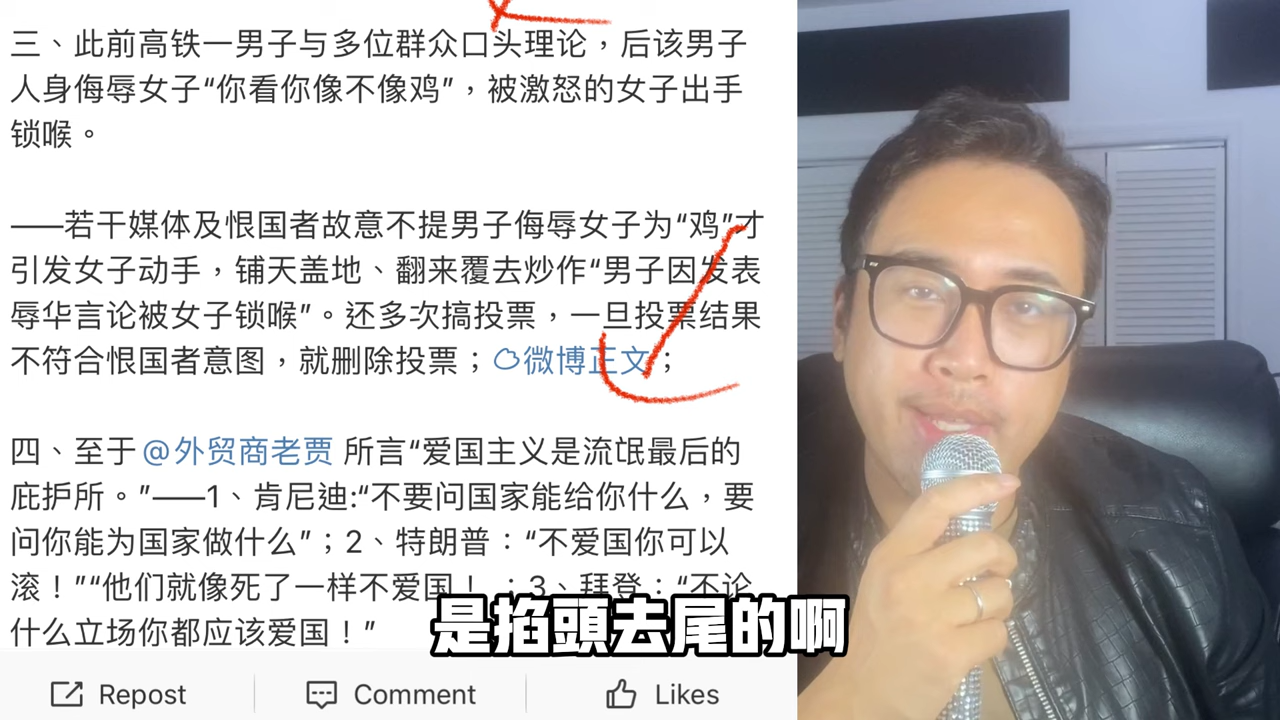 三、此前高铁一男子与多位群众口头理论，后该男子
人身侮辱女子“你看你像不像鸡”，被激怒的女子出手
锁喉。
——若干媒体及恨国者故意不提男子侮辱女子为“鸡”才
引发女子动手，铺天盖地、翻来覆去炒作“男子因发表
辱华言论被女子锁喉”。还多次搞投票，一旦投票结果
不符合恨国者意图，就删除投票；微博正文；
四、至于@外贸商老贾 所言“爱国主义是流氓最后的
庇护所。”——1、肯尼迪:“不要问国家能给你什么，要
问你能为国家做什么”；2、特朗普：“不爱国你可以
滚！”“他们就像死了一样不爱国！ ；3、拜登：“不论
什么立场你都应该爱国！”
是掐頭去尾的啊
Repost
Comment
Likes